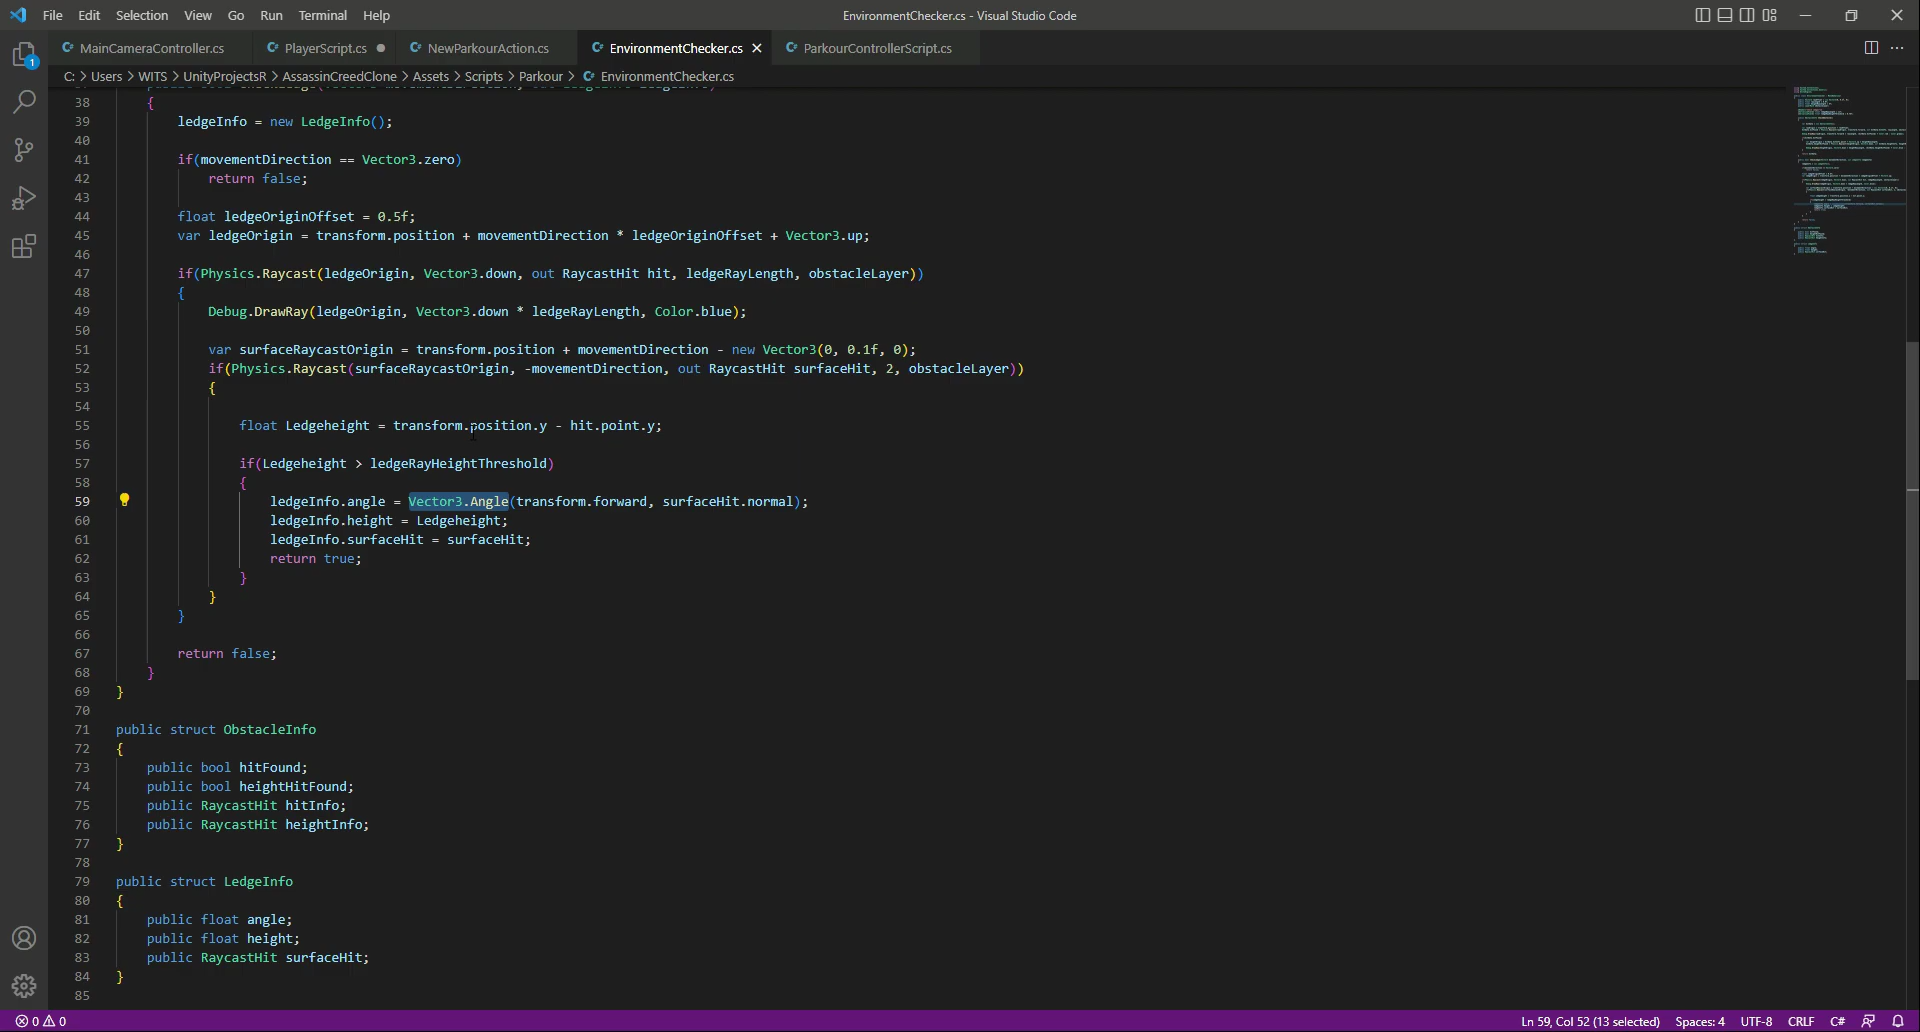 File Edit Selection View Go Run Terminal Help
EnvironmentChecker.cs - Visual Studio Code
MainCameraController.cs
PlayerScript.cs
NewParkourAction.cs
EnvironmentChecker.cs
ParkourControllerScript.cs
C: > Users > WITS > UnityProjectsR > AssassinCreedClone > Assets > Scripts > Parkour > EnvironmentChecker.cs
38 {
39 ledgeInfo = new LedgeInfo();
40
41 if(movementDirection == Vector3.zero)
42 return false;
43
44 float ledgeOriginOffset = 0.5f;
45 var ledgeOrigin = transform.position + movementDirection * ledgeOriginOffset + Vector3.up;
46
47 if(Physics.Raycast(ledgeOrigin, Vector3.down, out RaycastHit hit, ledgeRayLength, obstacleLayer))
48 {
49 Debug.DrawRay(ledgeOrigin, Vector3.down * ledgeRayLength, Color.blue);
50
51 var surfaceRaycastOrigin = transform.position + movementDirection - new Vector3(0, 0.1f, 0);
52 if(Physics.Raycast(surfaceRaycastOrigin, -movementDirection, out RaycastHit surfaceHit, 2, obstacleLayer))
53 {
54
55 float Ledgeheight = transform.position.y - hit.point.y;
56
57 if(Ledgeheight > ledgeRayHeightThreshold)
58 {
59 ledgeInfo.angle = Vector3.Angle(transform.forward, surfaceHit.normal);
60 ledgeInfo.height = Ledgeheight;
61 ledgeInfo.surfaceHit = surfaceHit;
62 return true;
63 }
64 }
65 }
66
67 return false;
68 }
69 }
70
71 public struct ObstacleInfo
72 {
73 public bool hitFound;
74 public bool heightHitFound;
75 public RaycastHit hitInfo;
76 public RaycastHit heightInfo;
77 }
78
79 public struct LedgeInfo
80 {
81 public float angle;
82 public float height;
83 public RaycastHit surfaceHit;
84 }
85
1
0 0
Ln 59, Col 52 (13 selected) Spaces: 4 UTF-8 CRLF C#